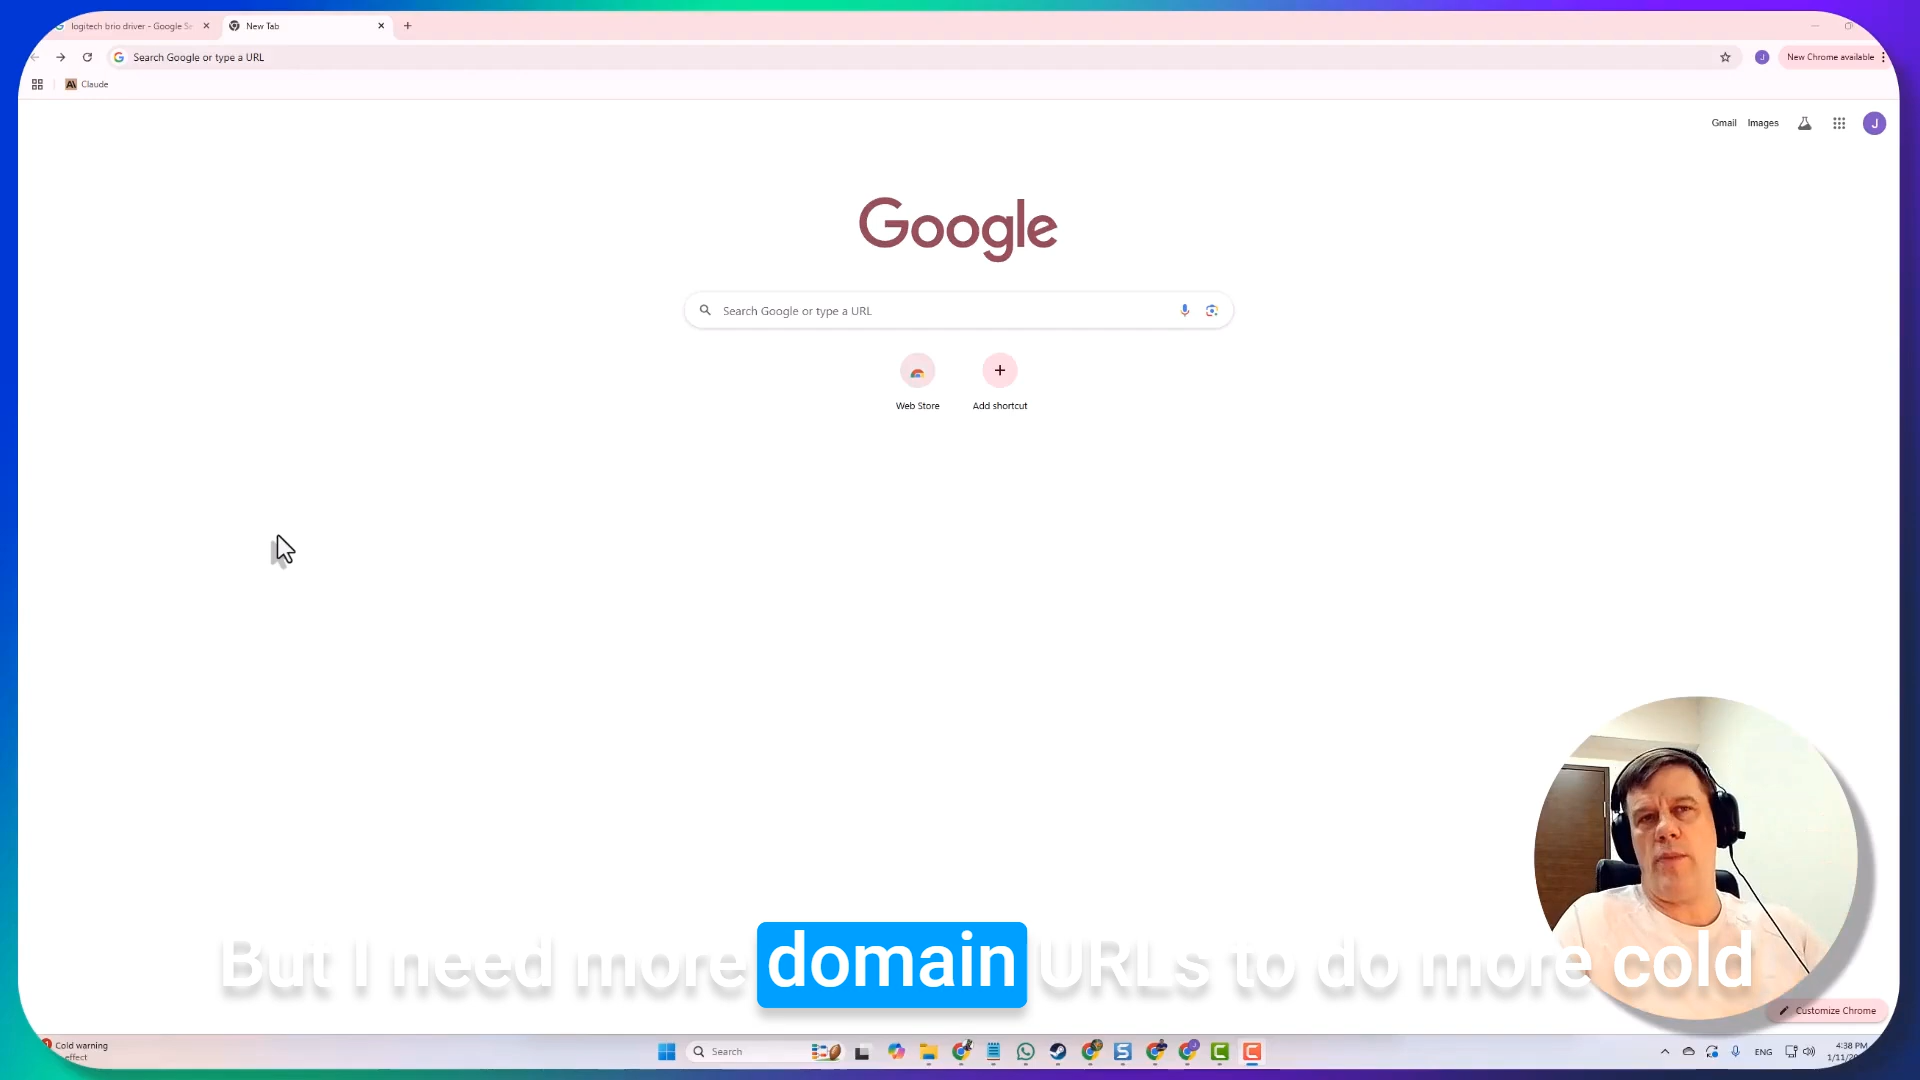 logitech brio driver - Google Se
New Tab
Search Google or type a URL
New Chrome available
Claude
Gmail
Images
J
Google
Search Google or type a URL
Web Store
Add shortcut
But I need more domain URLs to do more cold
Customize Chrome
Cold warning
effect
Search
ENG
4:38 PM